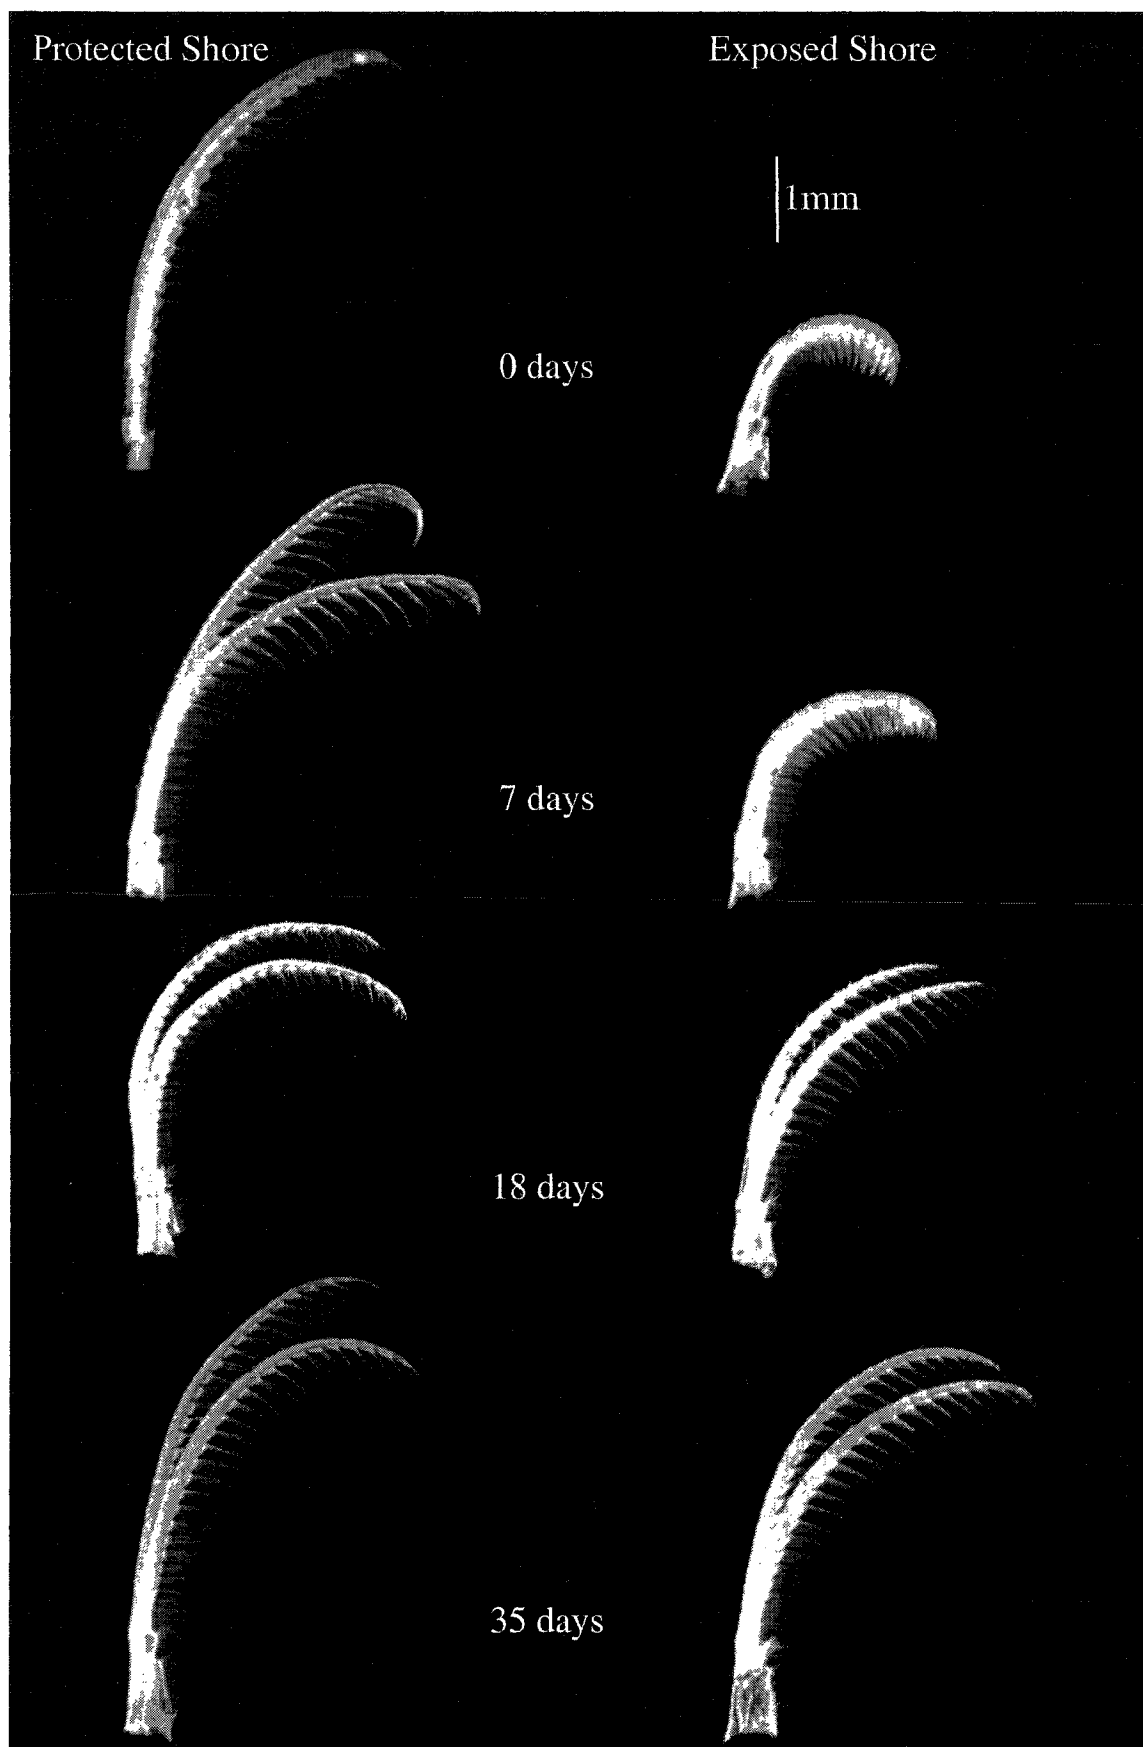 Protected Shore
Exposed Shore
1mm
0 days
7 days
18 days
35 days